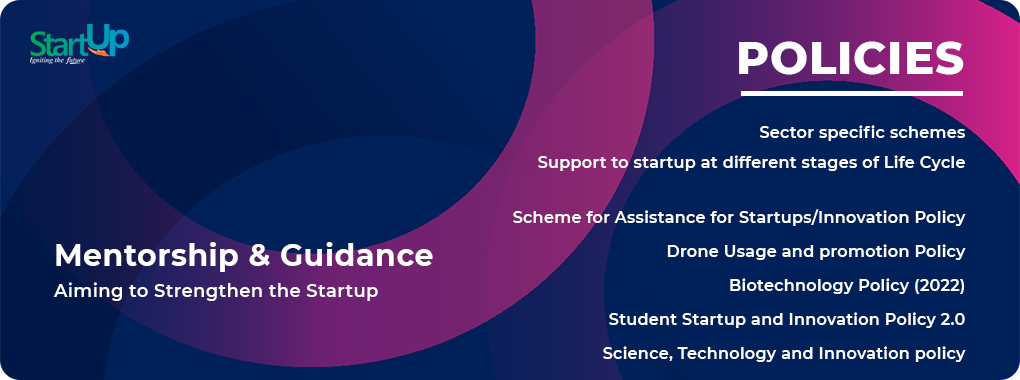 StartUp
Igniting the future
POLICIES
Sector specific schemes
Support to startup at different stages of Life Cycle
Scheme for Assistance for Startups/Innovation Policy
Drone Usage and promotion Policy
Biotechnology Policy (2022)
Student Startup and Innovation Policy 2.0
Science, Technology and Innovation policy
Mentorship & Guidance
Aiming to Strengthen the Startup